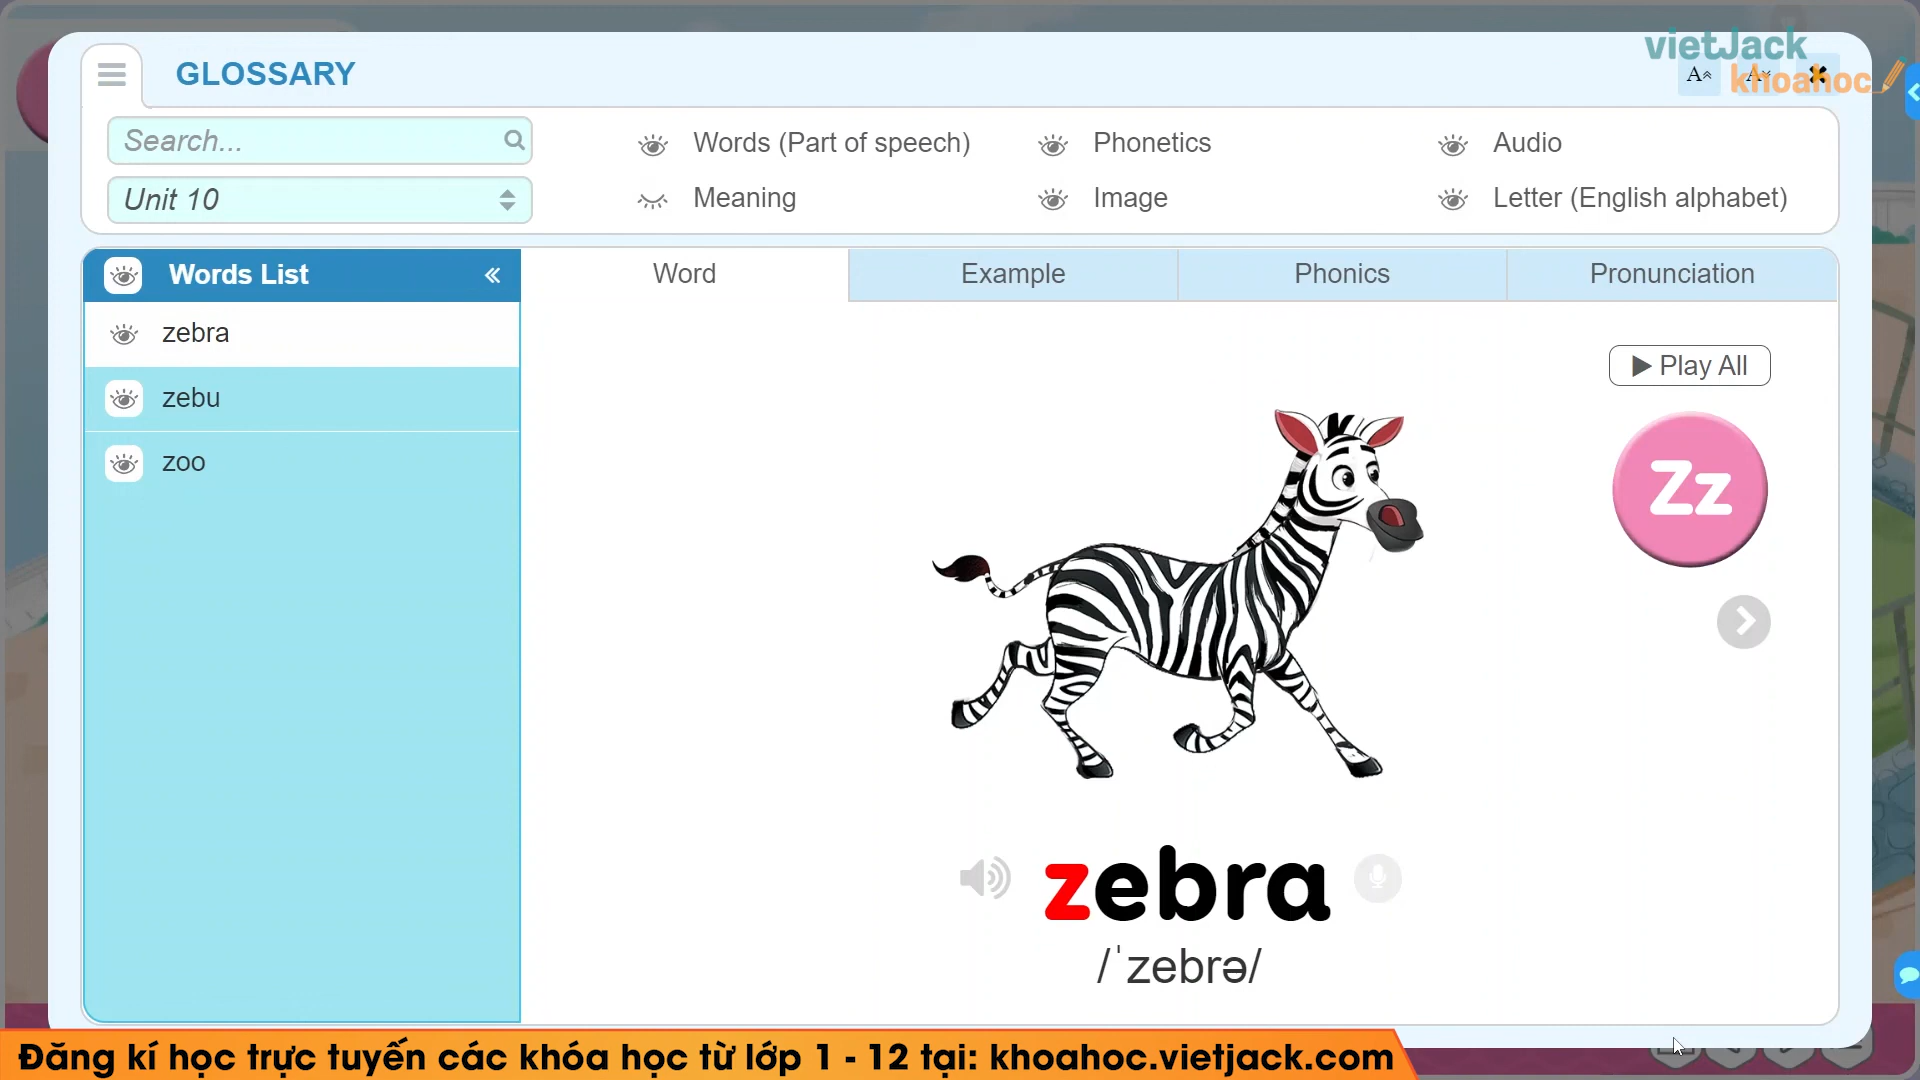 vietJack
khoahoc
GLOSSARY
A A
Search...
Unit 10
Words (Part of speech)
Phonetics
Audio
Meaning
Image
Letter (English alphabet)
Words List
Word
Example
Phonics
Pronunciation
zebra
zebu
zoo
Play All
Zz
zebra
/ˈzebrə/
Đăng kí học trực tuyến các khóa học từ lớp 1 - 12 tại: khoahoc.vietjack.com